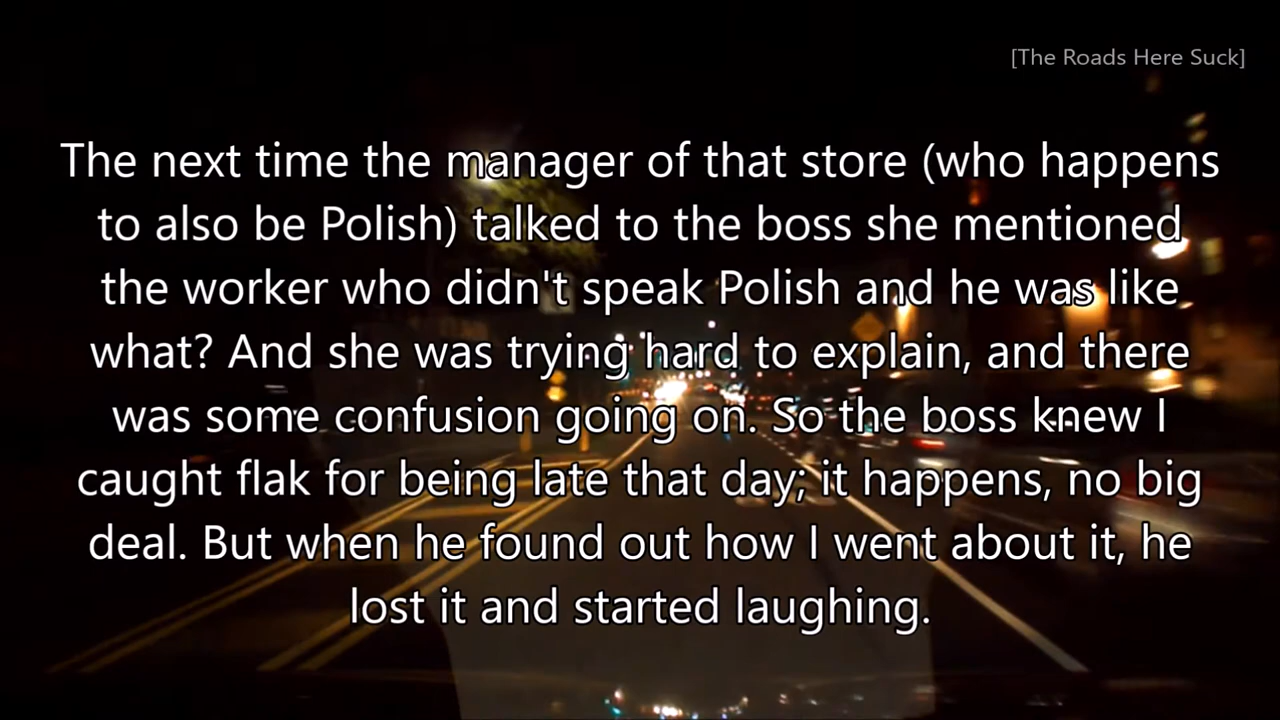 [The Roads Here Suck]
The next time the manager of that store (who happens
to also be Polish) talked to the boss she mentioned
the worker who didn't speak Polish and he was like
what? And she was trying hard to explain, and there
was some confusion going on. So the boss knew I
caught flak for being late that day; it happens, no big
deal. But when he found out how I went about it, he
lost it and started laughing.